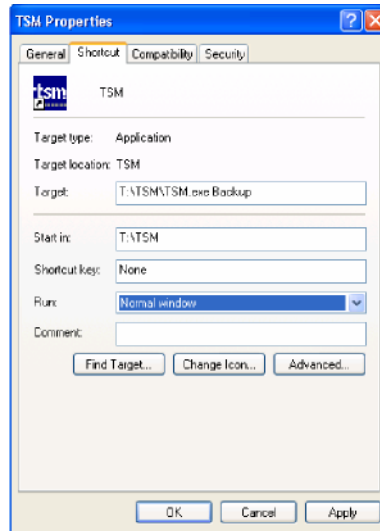 TSM Properties
General Shortcut Compatibility Security
tsm TSM
Target type: Application
Target location: TSM
Target: T:\TSM\TSM.exe Backup
Start in: T:\TSM
Shortcut key: None
Run: Normal window
Comment:
Find Target... Change Icon... Advanced...
OK Cancel Apply